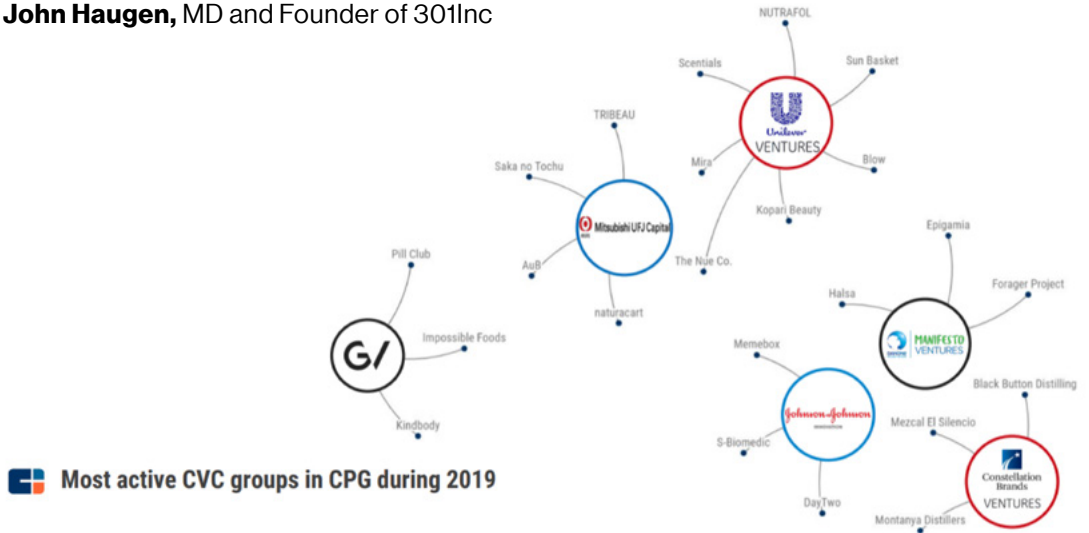 John Haugen, MD and Founder of 301Inc
NUTRAFOL
Scentials
Sun Basket
Unilever
VENTURES
Mira
Blow
Kopari Beauty
The Nue Co.
TRIBEAU
Saka no Tochu
MUFG
Mitsubishi UFJ Capital
AuB
naturacart
Pill Club
G/
Impossible Foods
Kindbody
Epigamia
Forager Project
Halsa
DANONE
MANIFESTO
VENTURES
Memebox
Johnson & Johnson
INNOVATION
S-Biomedic
DayTwo
Black Button Distilling
Mezcal El Silencio
Constellation
Brands
VENTURES
Montanya Distillers
Most active CVC groups in CPG during 2019